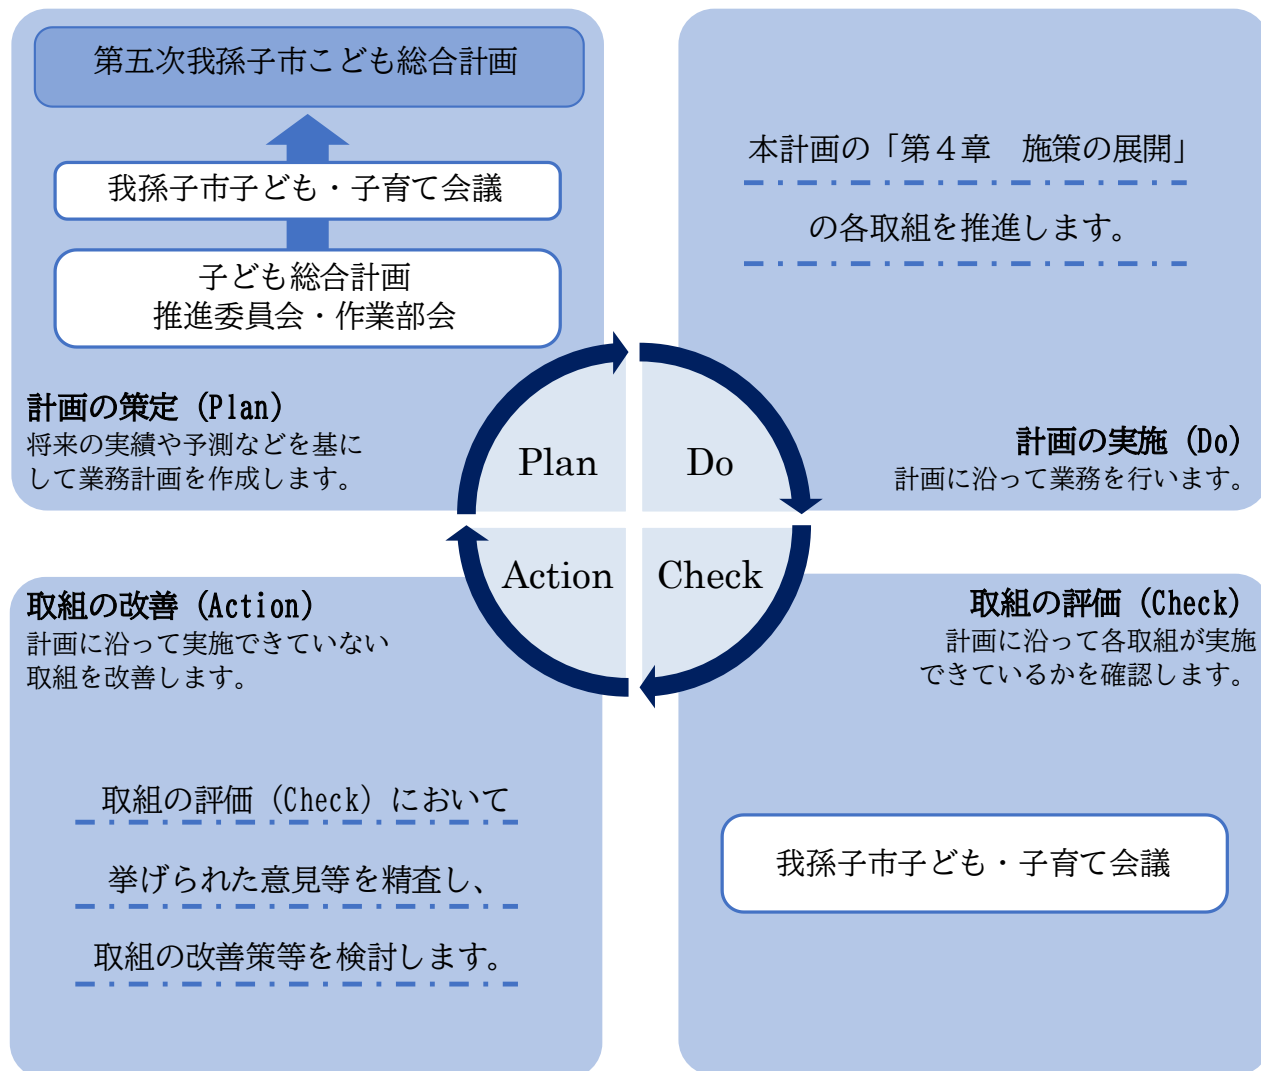 第五次我孫子市こども総合計画
我孫子市子ども・子育て会議
子ども総合計画
推進委員会・作業部会
計画の策定（Plan）
将来の実績や予測などを基に
して業務計画を作成します。
本計画の「第４章　施策の展開」
の各取組を推進します。
計画の実施（Do）
計画に沿って業務を行います。
Plan
Do
Action
Check
取組の改善（Action）
計画に沿って実施できていない
取組を改善します。
取組の評価（Check）において
挙げられた意見等を精査し、
取組の改善策等を検討します。
取組の評価（Check）
計画に沿って各取組が実施
できているかを確認します。
我孫子市子ども・子育て会議